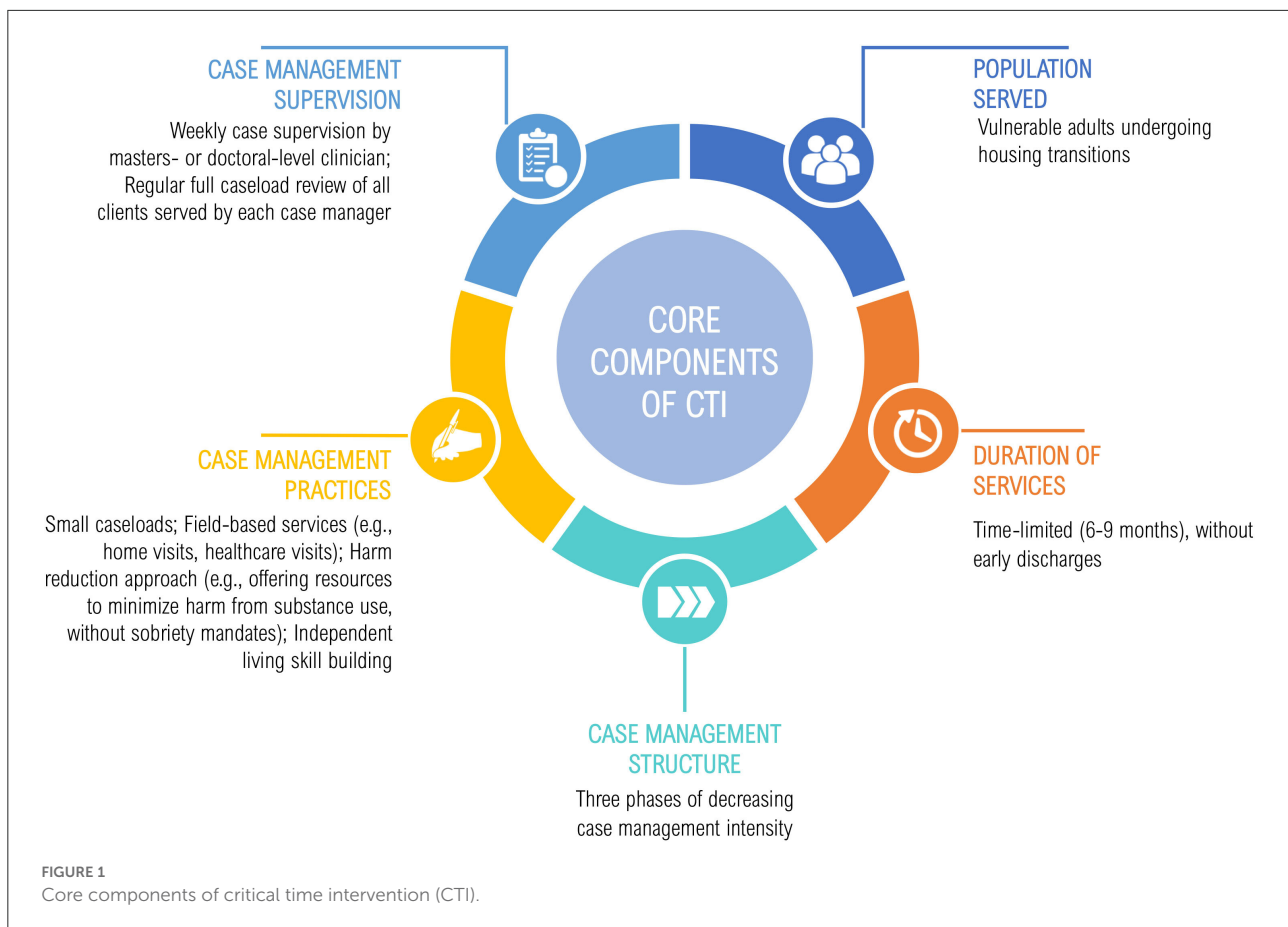 CASE MANAGEMENT
SUPERVISION
Weekly case supervision by
masters- or doctoral-level clinician;
Regular full caseload review of all
clients served by each case manager
POPULATION
SERVED
Vulnerable adults undergoing
housing transitions
CORE
COMPONENTS
OF CTI
CASE MANAGEMENT
PRACTICES
Small caseloads; Field-based services (e.g.,
home visits, healthcare visits); Harm
reduction approach (e.g., offering resources
to minimize harm from substance use,
without sobriety mandates); Independent
living skill building
DURATION OF
SERVICES
Time-limited (6-9 months), without
early discharges
CASE MANAGEMENT
STRUCTURE
Three phases of decreasing
case management intensity
FIGURE 1
Core components of critical time intervention (CTI).